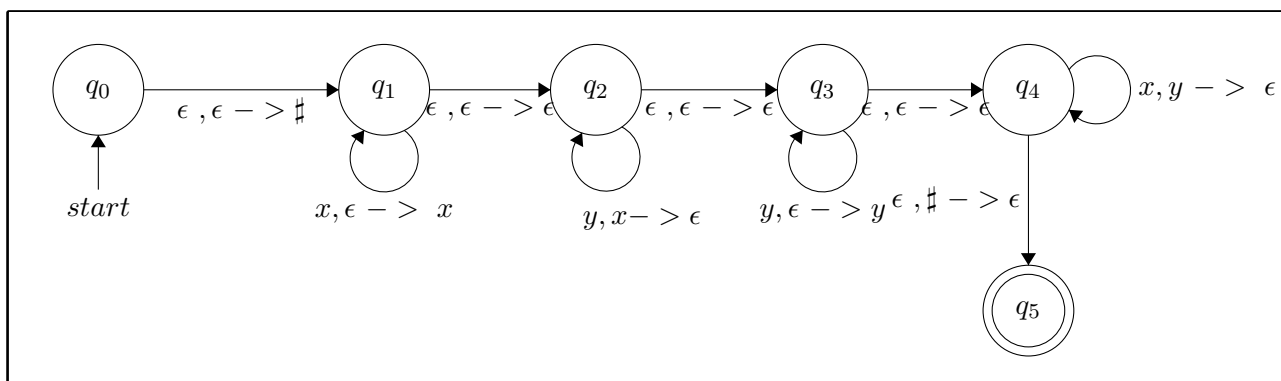 q0 q1 q2 q3 q4 x, y − > ϵ
ϵ , ϵ − > ♯ ϵ , ϵ − > ϵ ϵ , ϵ − > ϵ ϵ , ϵ − > ϵ
start x, ϵ − > x y, x− > ϵ y, ϵ − > y ϵ , ♯ − > ϵ
q5